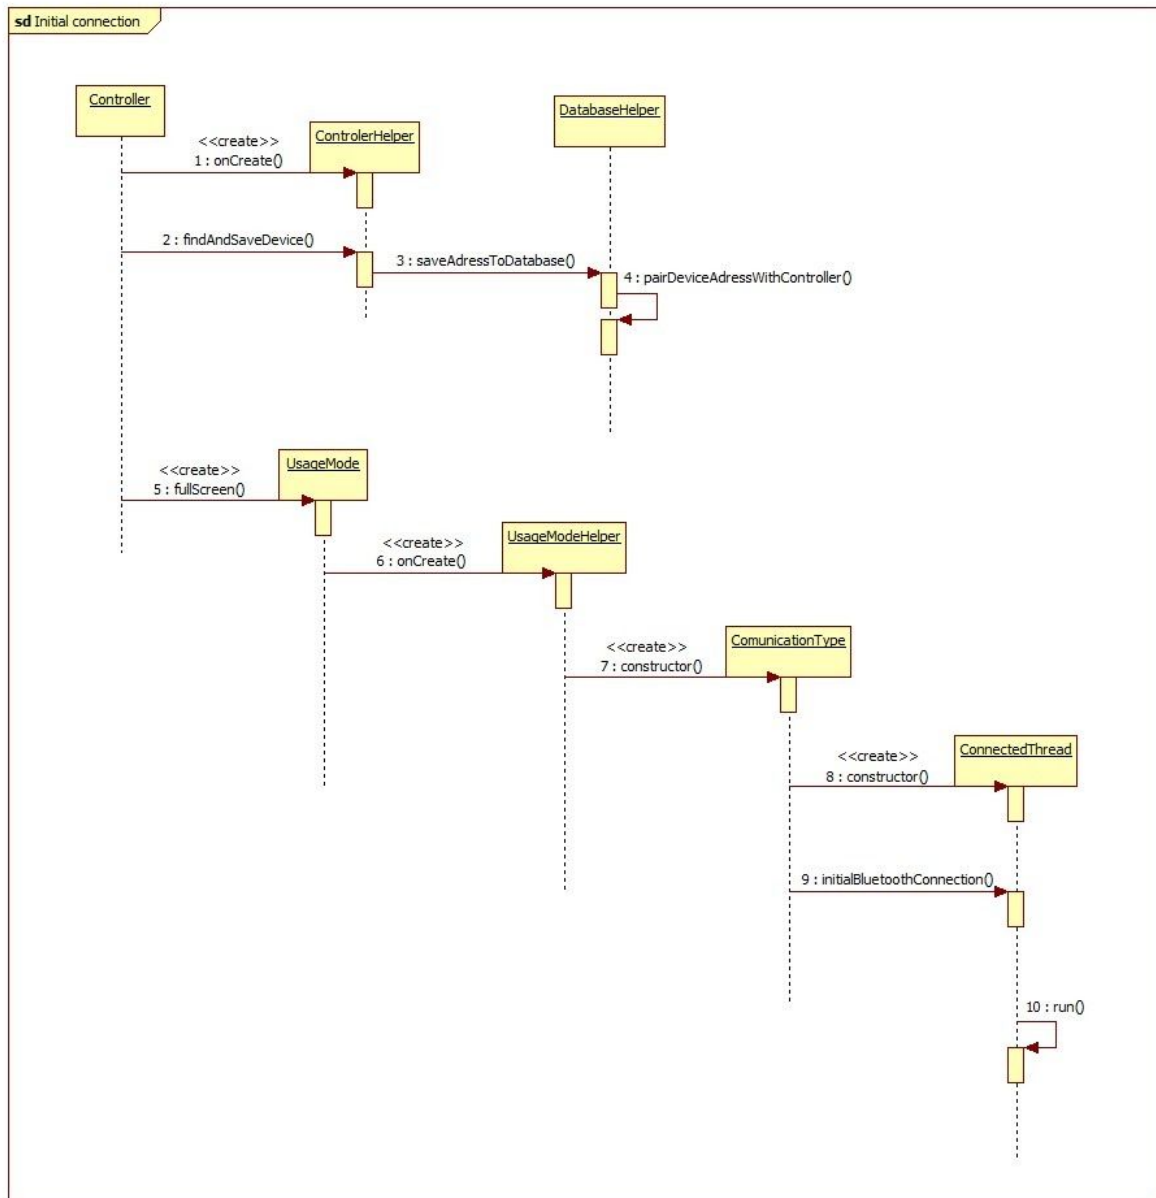 sd Initial connection
Controller
DatabaseHelper
<<create>>
1 : onCreate()
ControlerHelper
2 : findAndSaveDevice()
3 : saveAdressToDatabase()
4 : pairDeviceAdressWithController()
<<create>>
5 : fullScreen()
UsageMode
<<create>>
6 : onCreate()
UsageModeHelper
<<create>>
7 : constructor()
ComunicationType
<<create>>
8 : constructor()
ConnectedThread
9 : initialBluetoothConnection()
10 : run()